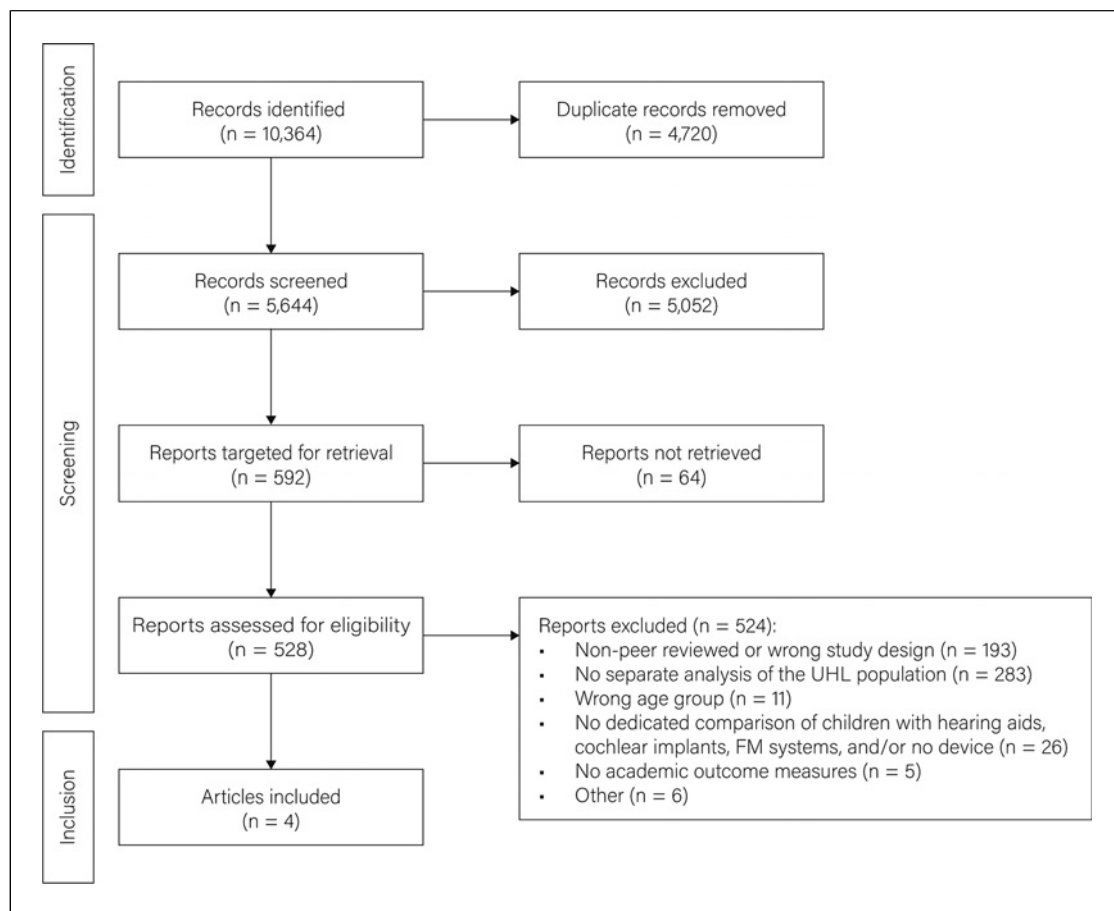 Identification
Records identified
(n = 10,364)
Duplicate records removed
(n = 4,720)
Screening
Records screened
(n = 5,644)
Records excluded
(n = 5,052)
Reports targeted for retrieval
(n = 592)
Reports not retrieved
(n = 64)
Reports assessed for eligibility
(n = 528)
Reports excluded (n = 524):
▪ Non-peer reviewed or wrong study design (n = 193)
▪ No separate analysis of the UHL population (n = 283)
▪ Wrong age group (n = 11)
▪ No dedicated comparison of children with hearing aids,
cochlear implants, FM systems, and/or no device (n = 26)
▪ No academic outcome measures (n = 5)
▪ Other (n = 6)
Inclusion
Articles included
(n = 4)